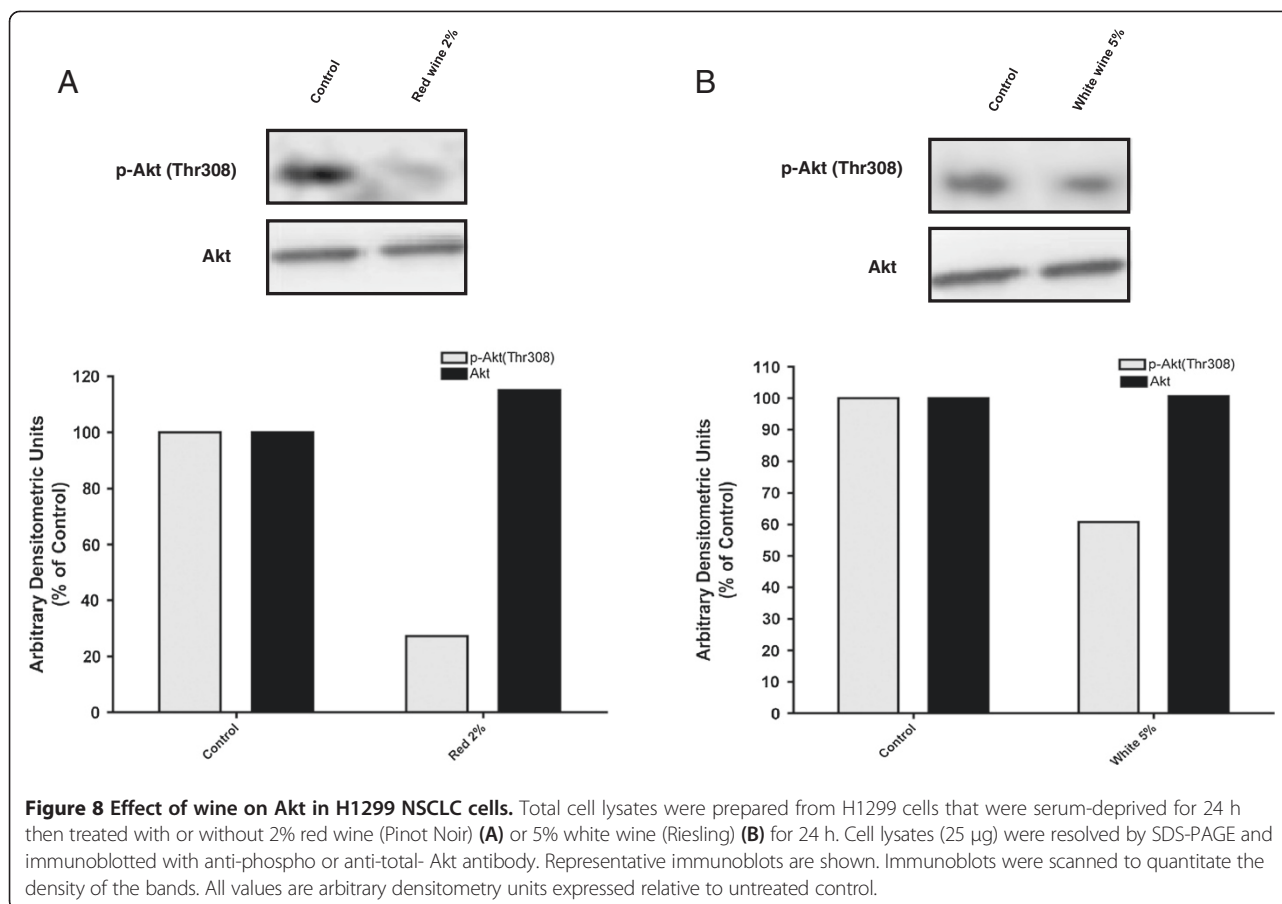 A
Control
Red wine 2%
p-Akt (Thr308)
Akt
p-Akt(Thr308)
Akt
120
100
80
60
40
20
0
Arbitrary Densitometric Units
(% of Control)
Control
Red 2%
B
Control
White wine 5%
p-Akt (Thr308)
Akt
p-Akt(Thr308)
Akt
110
100
90
80
70
60
50
40
30
20
10
0
Arbitrary Densitometric Units
(% of Control)
Control
White 5%
Figure 8 Effect of wine on Akt in H1299 NSCLC cells. Total cell lysates were prepared from H1299 cells that were serum-deprived for 24 h
then treated with or without 2% red wine (Pinot Noir) (A) or 5% white wine (Riesling) (B) for 24 h. Cell lysates (25 μg) were resolved by SDS-PAGE and
immunoblotted with anti-phospho or anti-total- Akt antibody. Representative immunoblots are shown. Immunoblots were scanned to quantitate the
density of the bands. All values are arbitrary densitometry units expressed relative to untreated control.